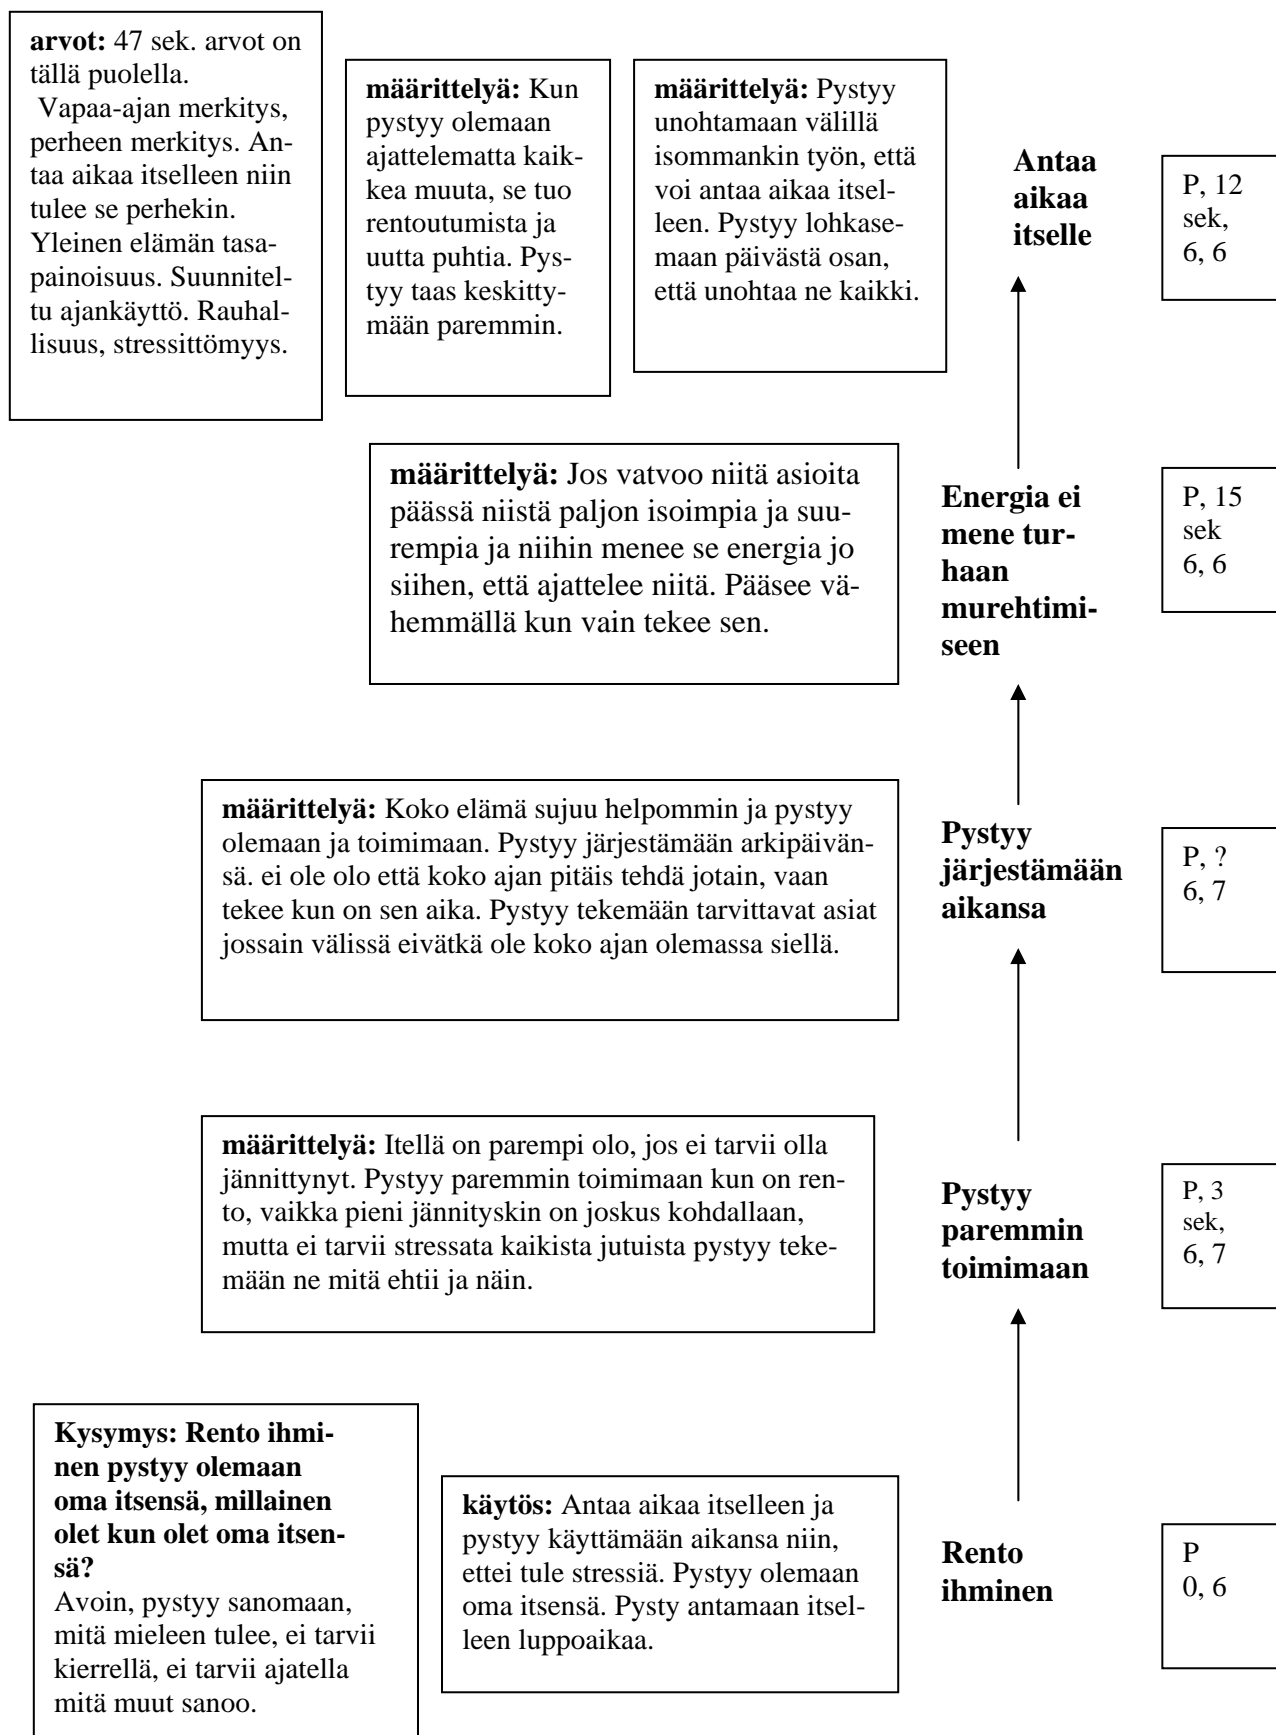 arvot: 47 sek. arvot on
tällä puolella.
Vapaa-ajan merkitys,
perheen merkitys. An-
taa aikaa itselleen niin
tulee se perhekin.
Yleinen elämän tasa-
painoisuus. Suunnitel-
tu ajankäyttö. Rauhal-
lisuus, stressittömyys.
määrittelyä: Kun
pystyy olemaan
ajattelematta kaik-
kea muuta, se tuo
rentoutumista ja
uutta puhtia. Pys-
tyy taas keskitty-
mään paremmin.
määrittelyä: Pystyy
unohtamaan välillä
isommankin työn, että
voi antaa aikaa itsel-
leen. Pystyy lohkase-
maan päivästä osan,
että unohtaa ne kaikki.
Antaa
aikaa
itselle
P, 12
sek,
6, 6
määrittelyä: Jos vatvoo niitä asioita
päässä niistä paljon isoimpia ja suu-
rempia ja niihin menee se energia jo
siihen, että ajattelee niitä. Pääsee vä-
hemmällä kun vain tekee sen.
Energia ei
mene tur-
haan
murehtimi-
seen
P, 15
sek
6, 6
määrittelyä: Koko elämä sujuu helpommin ja pystyy
olemaan ja toimimaan. Pystyy järjestämään arkipäivän-
sä. ei ole olo että koko ajan pitäis tehdä jotain, vaan
tekee kun on sen aika. Pystyy tekemään tarvittavat asiat
jossain välissä eivätkä ole koko ajan olemassa siellä.
Pystyy
järjestämään
aikansa
P, ?
6, 7
määrittelyä: Itellä on parempi olo, jos ei tarvii olla
jännittynyt. Pystyy paremmin toimimaan kun on ren-
to, vaikka pieni jännityskin on joskus kohdallaan,
mutta ei tarvii stressata kaikista jutuista pystyy teke-
mään ne mitä ehtii ja näin.
Pystyy
paremmin
toimimaan
P, 3
sek,
6, 7
Kysymys: Rento ihmi-
nen pystyy olemaan
oma itsensä, millainen
olet kun olet oma itsen-
sä?
Avoin, pystyy sanomaan,
mitä mieleen tulee, ei tarvii
kierrellä, ei tarvii ajatella
mitä muut sanoo.
käytös: Antaa aikaa itselleen ja
pystyy käyttämään aikansa niin,
ettei tule stressiä. Pystyy olemaan
oma itsensä. Pysty antamaan itsel-
leen luppoaikaa.
Rento
ihminen
P
0, 6